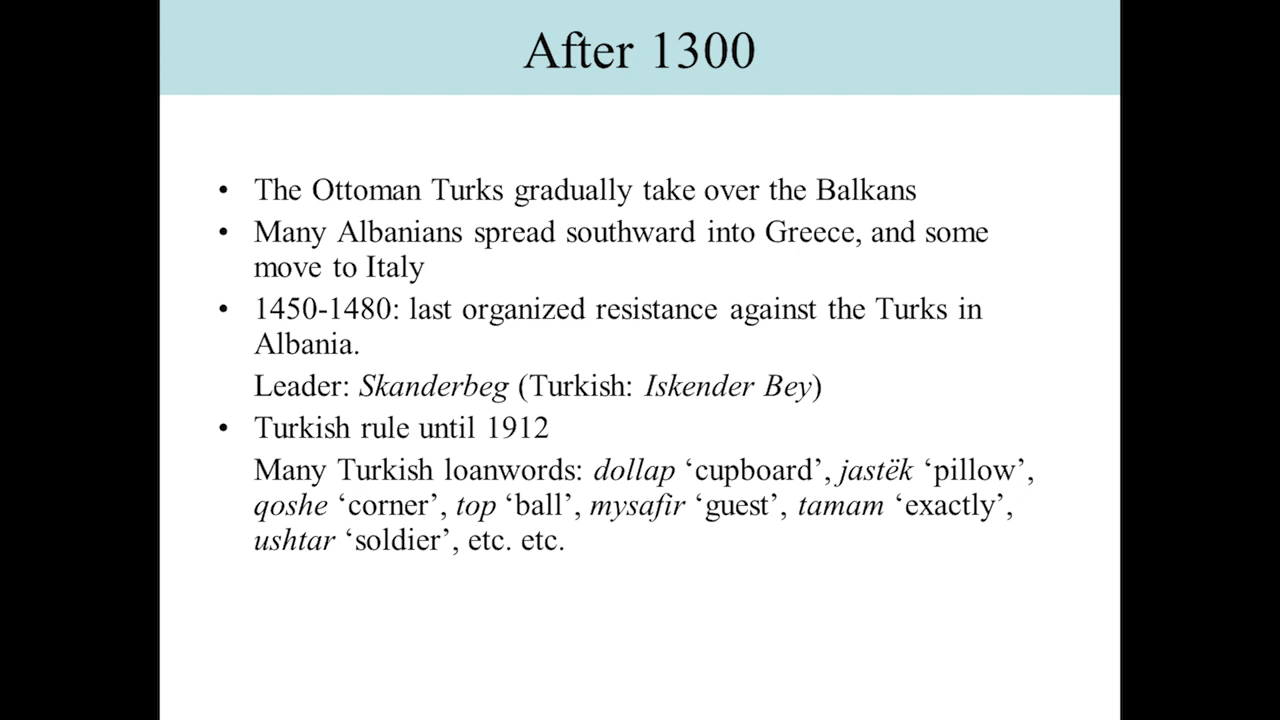 After 1300
• The Ottoman Turks gradually take over the Balkans
• Many Albanians spread southward into Greece, and some
move to Italy
• 1450-1480: last organized resistance against the Turks in
Albania.
Leader: Skanderbeg (Turkish: Iskender Bey)
• Turkish rule until 1912
Many Turkish loanwords: dollap ‘cupboard’, jastëk ‘pillow’,
qoshe ‘corner’, top ‘ball’, mysafir ‘guest’, tamam ‘exactly’,
ushtar ‘soldier’, etc. etc.